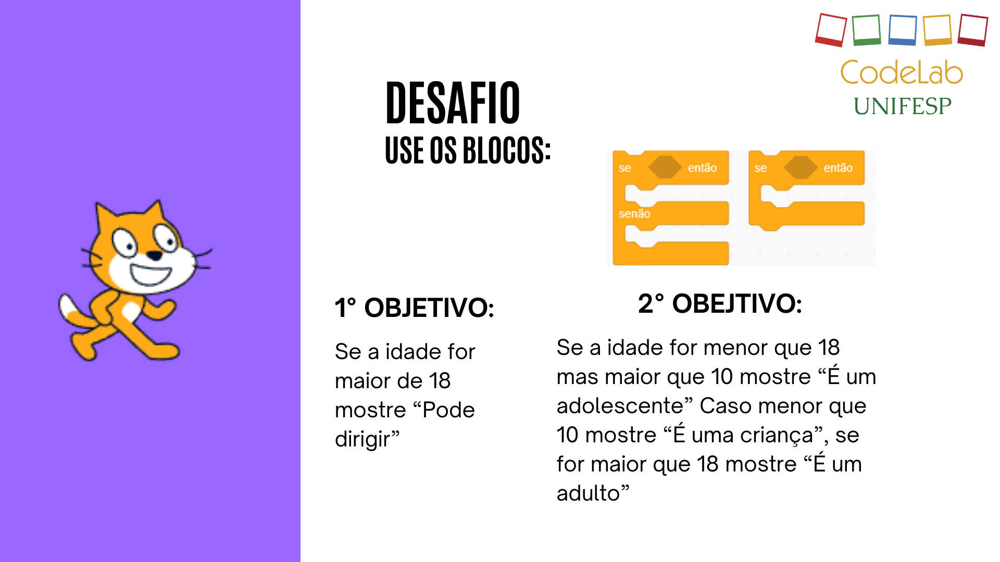 CodeLab
UNIFESP
DESAFIO
USE OS BLOCOS:
se então
senão
se então
1° OBJETIVO:
Se a idade for
maior de 18
mostre “Pode
dirigir”
2° OBEJTIVO:
Se a idade for menor que 18
mas maior que 10 mostre “É um
adolescente” Caso menor que
10 mostre “É uma criança”, se
for maior que 18 mostre “É um
adulto”